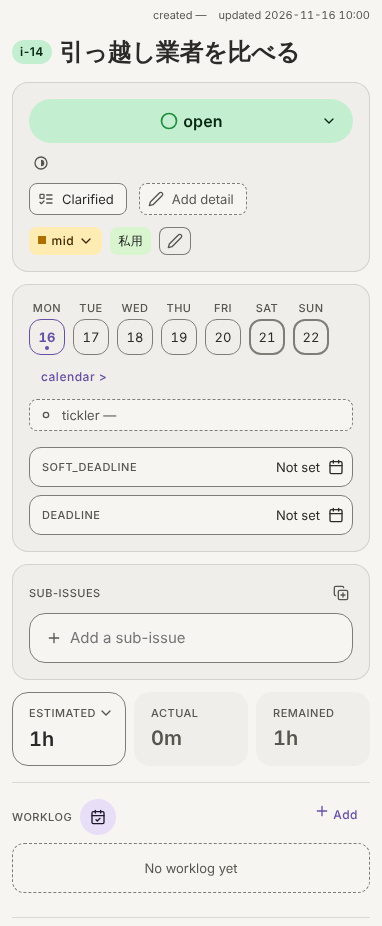 created —    updated 2026-11-16 10:00
i-14 引っ越し業者を比べる
open
Clarified
Add detail
mid
私用
MON TUE WED THU FRI SAT SUN
16 17 18 19 20 21 22
calendar >
tickler —
SOFT_DEADLINE Not set
DEADLINE Not set
SUB-ISSUES
+ Add a sub-issue
ESTIMATED ACTUAL REMAINED
1h 0m 1h
WORKLOG + Add
No worklog yet